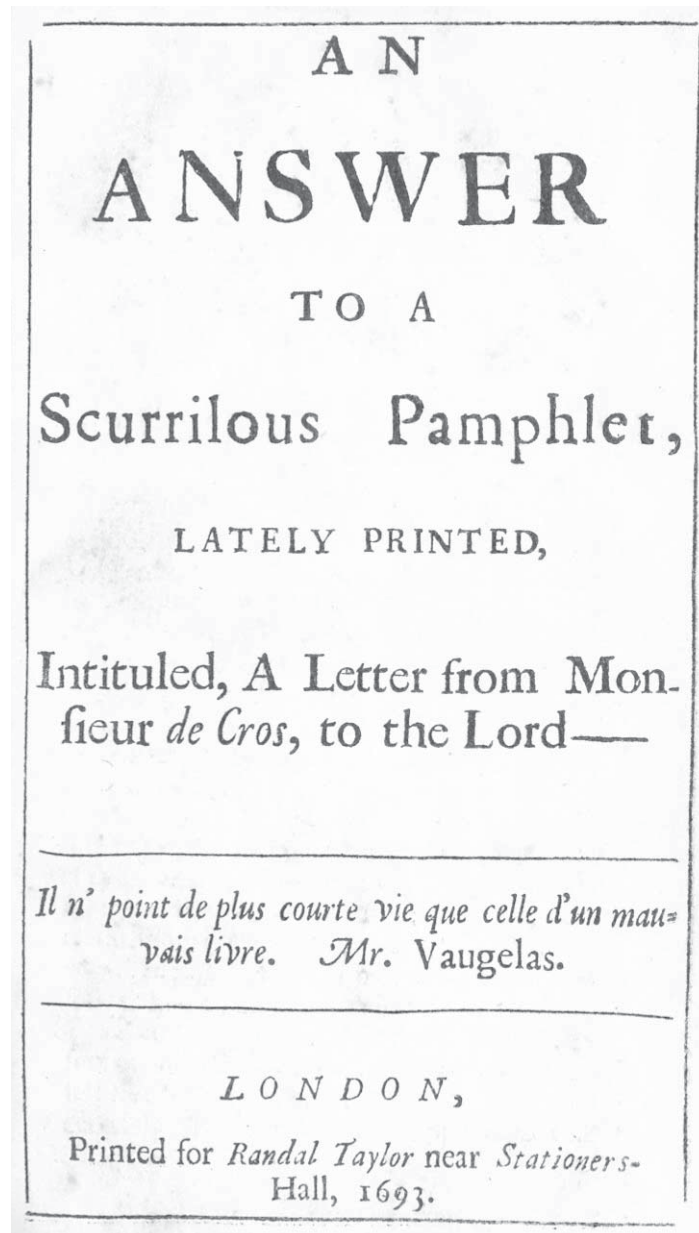 AN
ANSWER
TO A
Scurrilous Pamphlet,
LATELY PRINTED,
Intituled, A Letter from Mon-
ſieur de Cros, to the Lord——
Il n' point de plus courte vie que celle d'un mau-
vais livre. Mr. Vaugelas.
LONDON,
Printed for Randal Taylor near Stationers-
Hall, 1693.